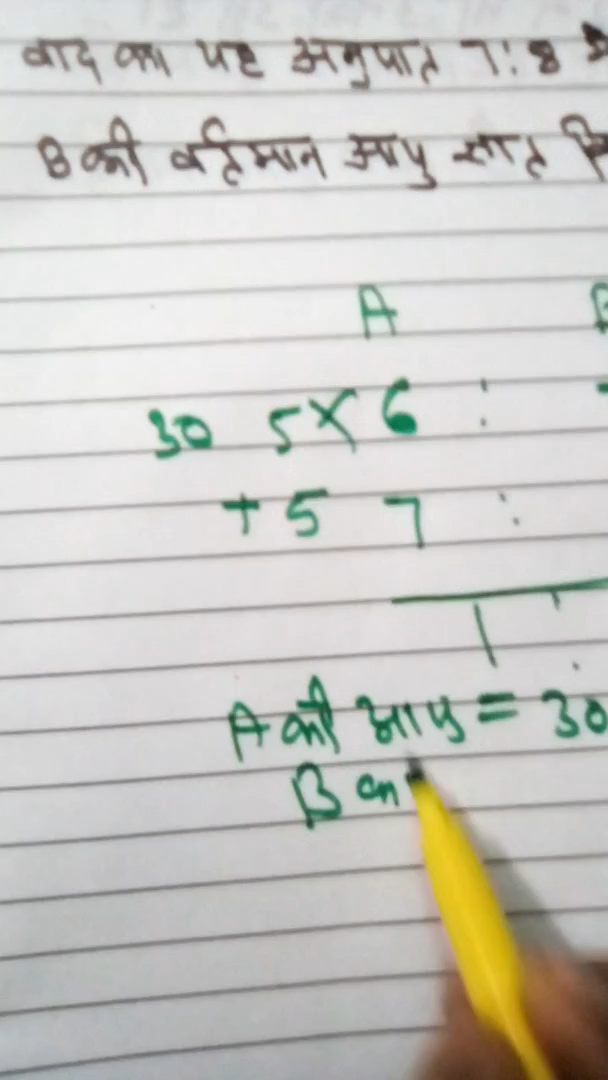 बाद का यह अनुपात 7:8
B की वर्तमान आयु ज्ञात
A B
30 5×6 :
+5 7 :
1
A की आयु = 30
B का